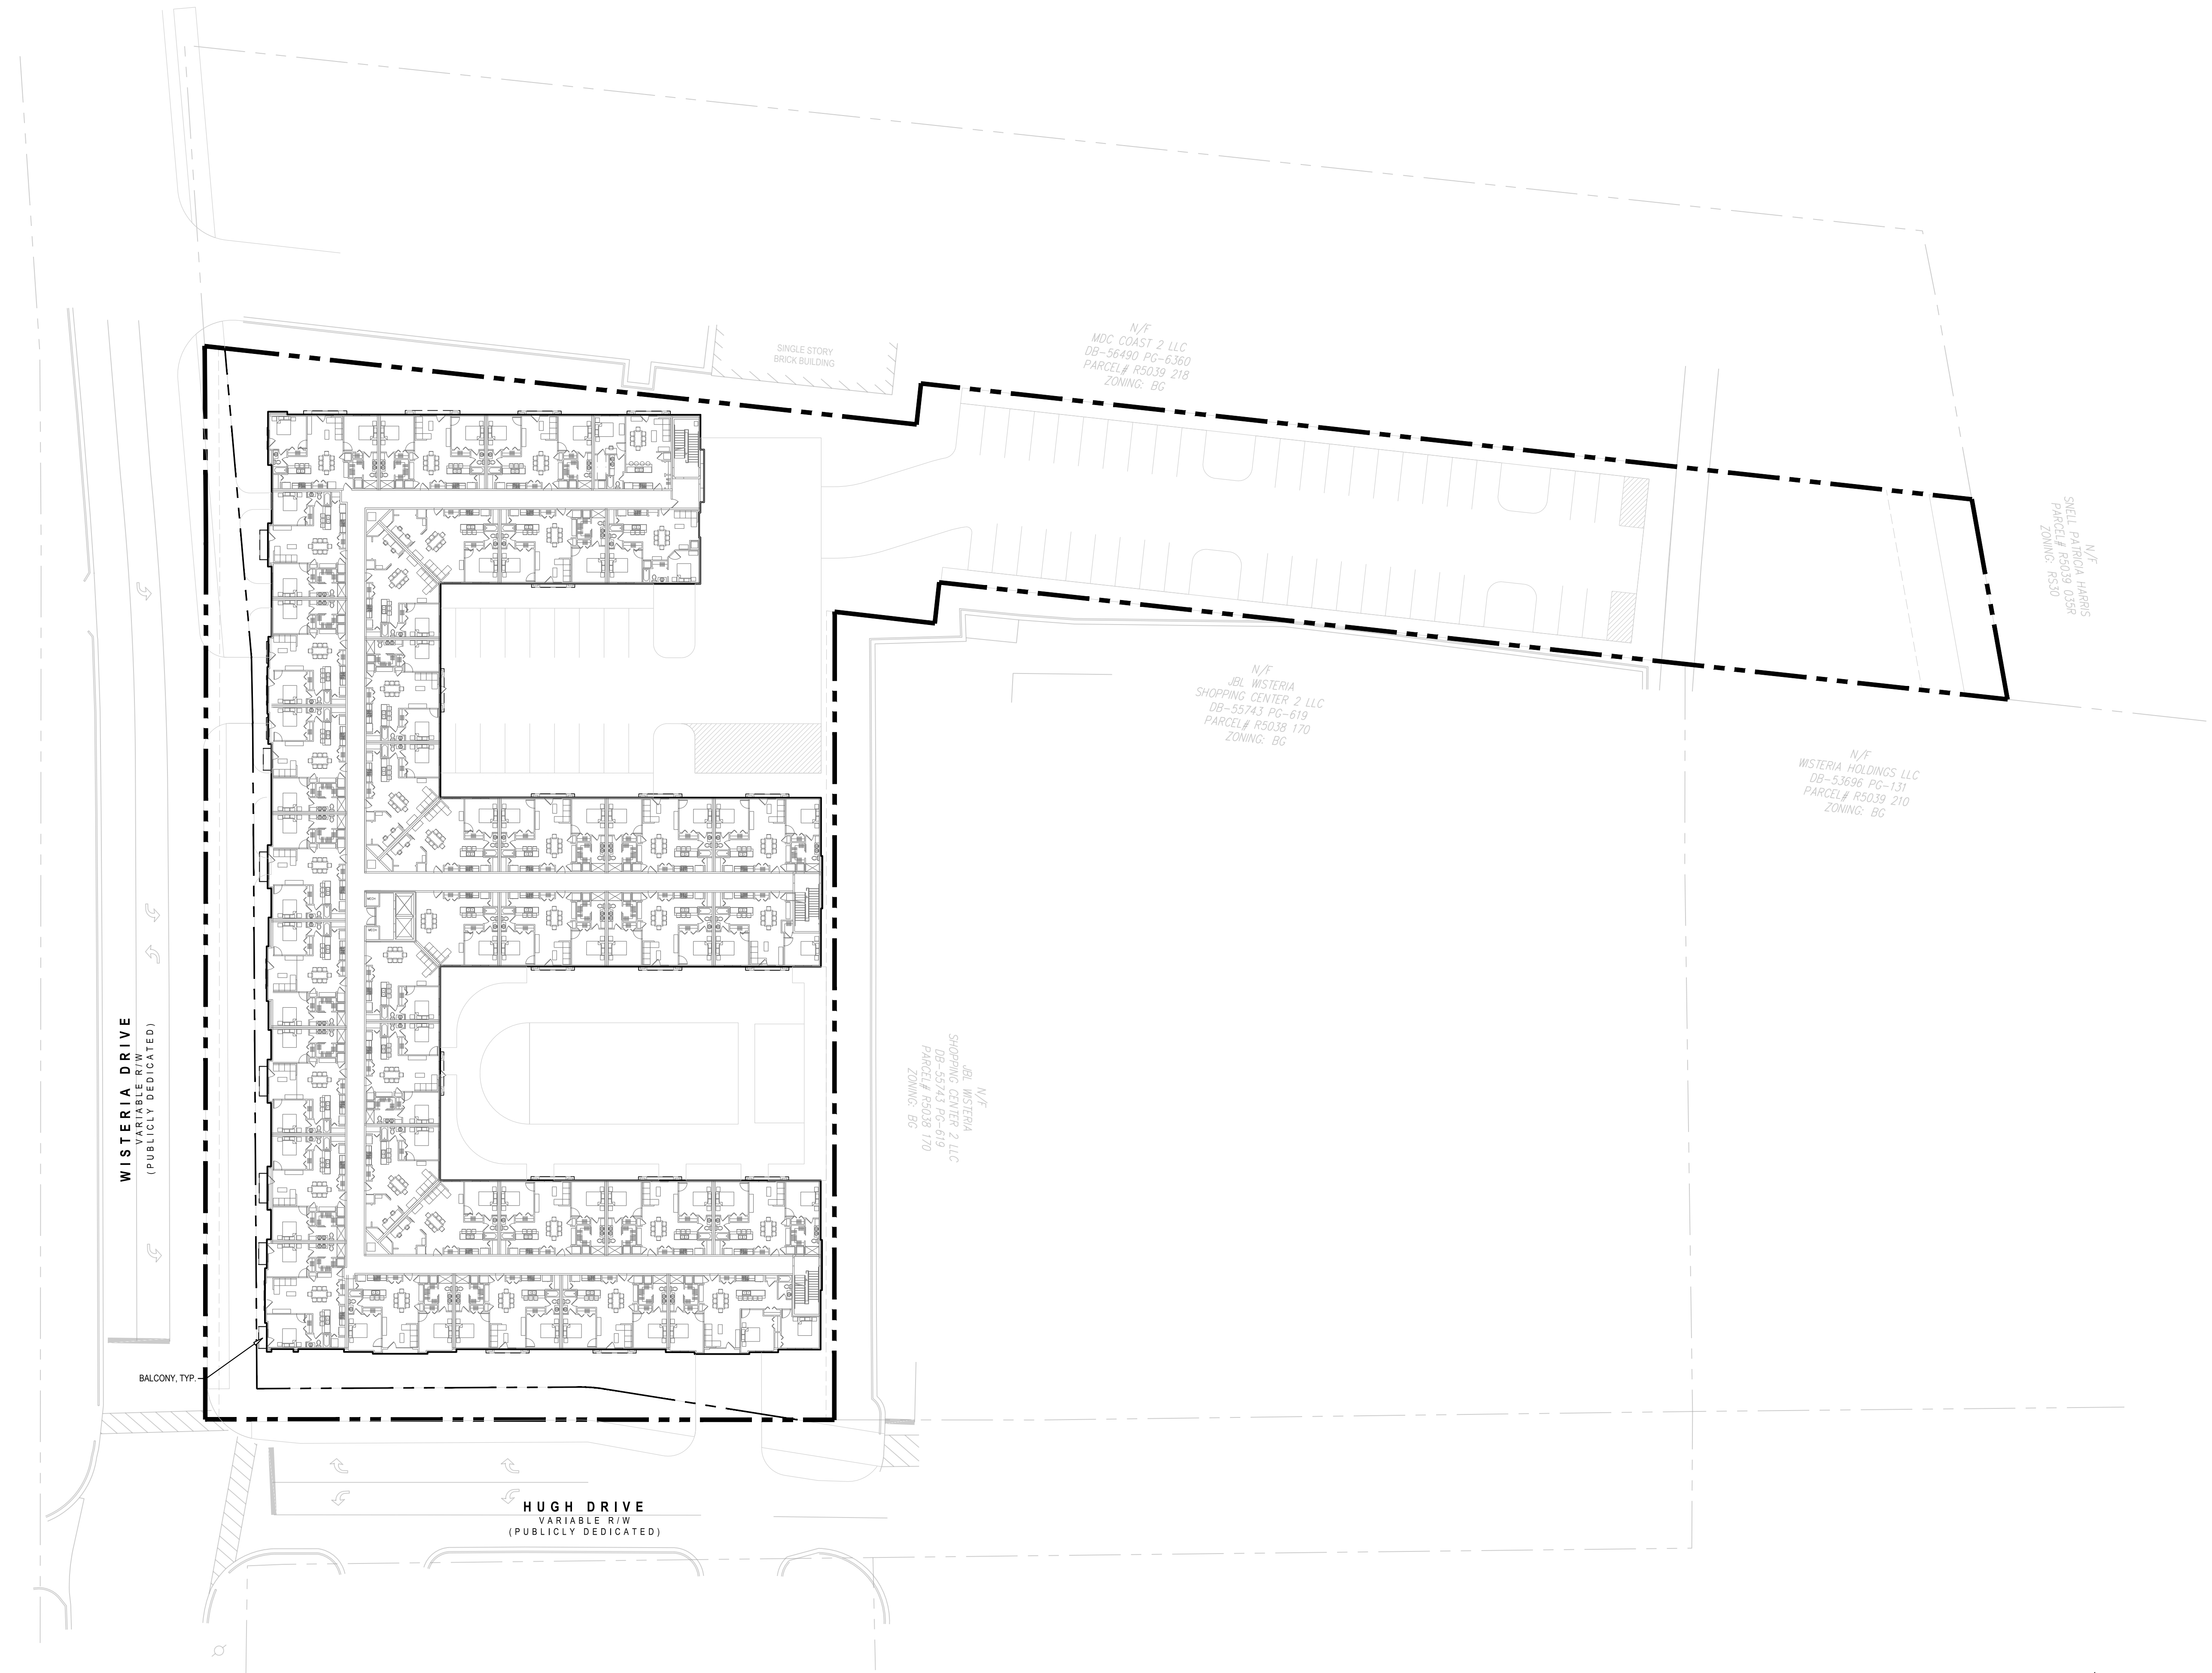 SINGLE STORY
BRICK BUILDING
N/F
MDC COAST 2 LLC
DB-56490 PG-6360
PARCEL# R5039 218
ZONING: BG
N/F
SNELL PATRICIA HARRIS
PARCEL# R5039 035R
ZONING: RS30
N/F
JBL WISTERIA
SHOPPING CENTER 2 LLC
DB-55743 PG-619
PARCEL# R5038 170
ZONING: BG
N/F
WISTERIA HOLDINGS LLC
DB-53696 PG-131
PARCEL# R5039 210
ZONING: BG
MECH
MECH
WISTERIA DRIVE
VARIABLE R/W
(PUBLICLY DEDICATED)
N/F
JBL WISTERIA
SHOPPING CENTER 2 LLC
DB-55743 PG-619
PARCEL# R5038 170
ZONING: BG
BALCONY, TYP.
HUGH DRIVE
VARIABLE R/W
(PUBLICLY DEDICATED)